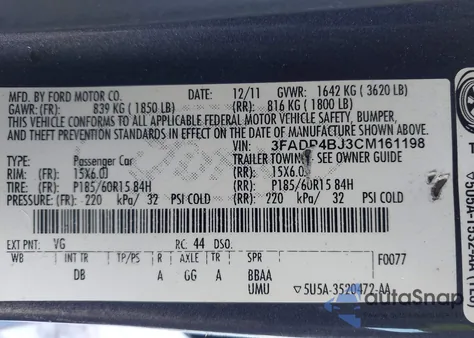 MFD. BY FORD MOTOR CO.
DATE: 12/11 GVWR: 1642 KG ( 3620 LB)
GAWR: (FR): 839 KG ( 1850 LB) (RR): 816 KG ( 1800 LB)
THIS VEHICLE CONFORMS TO ALL APPLICABLE FEDERAL MOTOR VEHICLE SAFETY, BUMPER,
AND THEFT PREVENTION STANDARDS IN EFFECT ON THE DATE OF MANUFACTURE SHOWN ABOVE.
VIN: 3FADP4BJ3CM161198
TYPE: Passenger Car TRAILER TOWING - SEE OWNER GUIDE
RIM: (FR): 15X6.0J (RR): 15X6.0J
TIRE: (FR): P185/60R15 84H (RR): P185/60R15 84H
PRESSURE: (FR): 220 kPa/ 32 PSI COLD (RR): 220 kPa/ 32 PSI COLD
EXT PNT: VG RC: 44 DSO:
WB INT TR TP/PS R AXLE TR SPR F0077
DB A GG A BBAA
UMU ▽5U5A-3520472-AA
AutoSnap